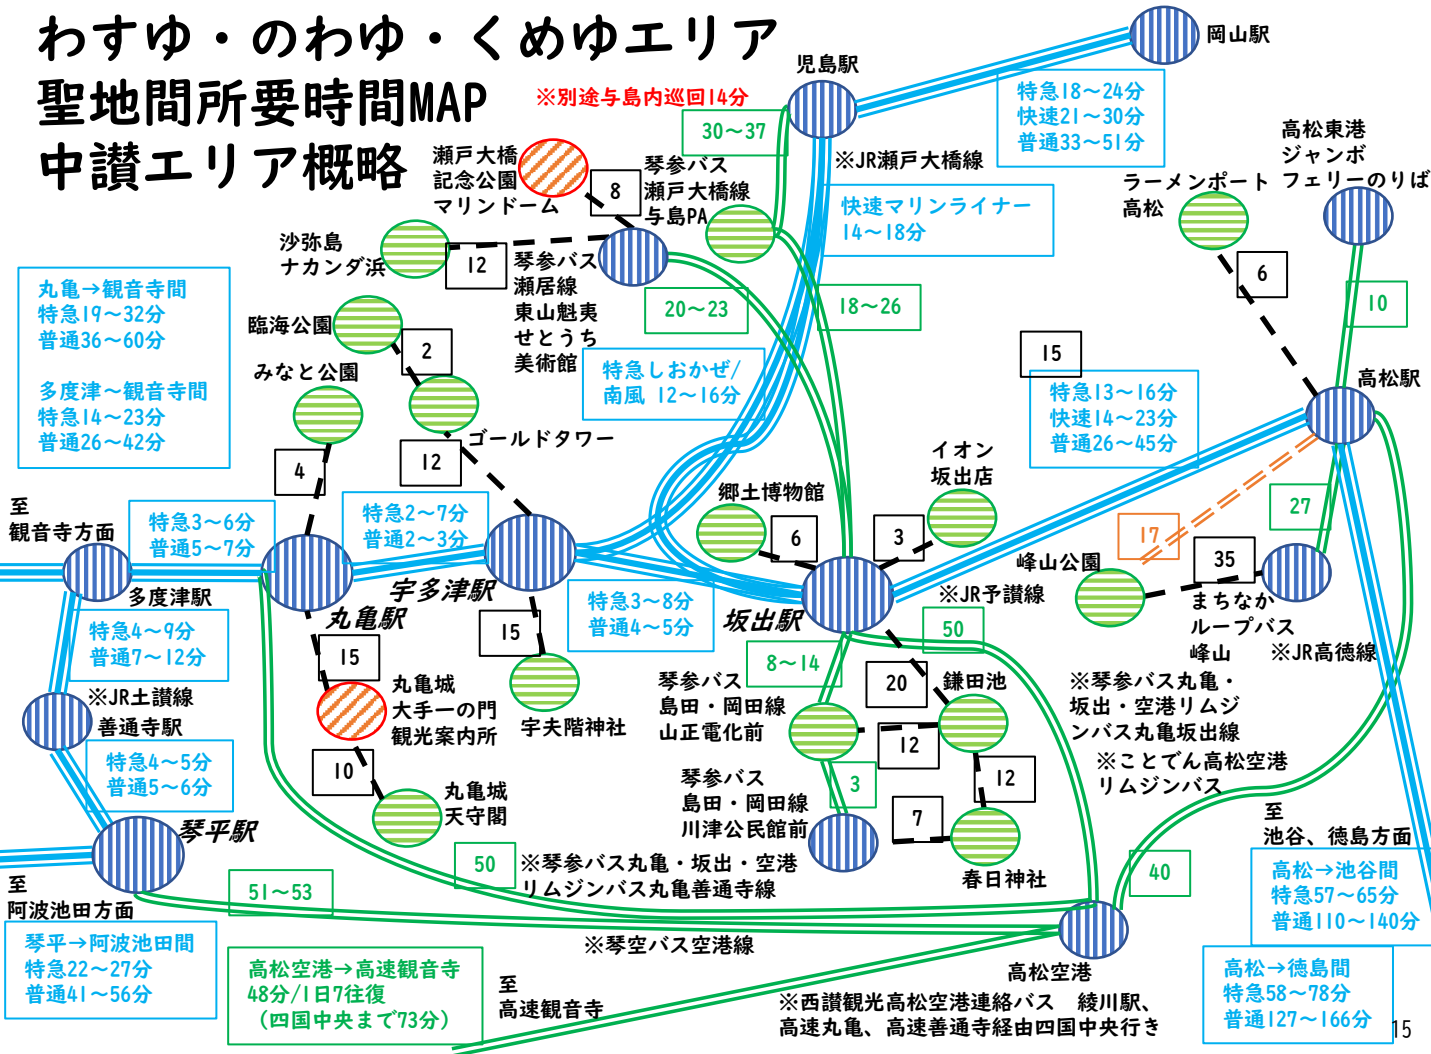 わすゆ・のわゆ・くめゆエリア
聖地間所要時間MAP
中讃エリア概略
※別途与島内巡回14分
岡山駅
児島駅
特急18～24分
快速21～30分
普通33～51分
30～37
※JR瀬戸大橋線
高松東港
ジャンボ
フェリーのりば
ラーメンポート
高松
瀬戸大橋
記念公園
マリンドーム
8
琴参バス
瀬戸大橋線
与島PA
快速マリンライナー
14～18分
沙弥島
ナカンダ浜
12
琴参バス
瀬居線
東山魁夷
せとうち
美術館
20～23
18～26
6
10
丸亀→観音寺間
特急19～32分
普通36～60分
多度津～観音寺間
特急14～23分
普通26～42分
臨海公園
2
みなと公園
特急しおかぜ/
南風 12～16分
15
特急13～16分
快速14～23分
普通26～45分
高松駅
4
12
ゴールドタワー
イオン
坂出店
郷土博物館
6
3
27
17
至
観音寺方面
特急3～6分
普通5～7分
特急2～7分
普通2～3分
峰山公園
35
多度津駅
丸亀駅
宇多津駅
特急3～8分
普通4～5分
坂出駅
※JR予讃線
まちなか
ループバス
峰山
※JR高徳線
特急4～9分
普通7～12分
15
15
8～14
50
※JR土讃線
善通寺駅
丸亀城
大手一の門
観光案内所
宇夫階神社
琴参バス
島田・岡田線
山正電化前
20
鎌田池
12
※琴参バス丸亀・
坂出・空港リムジ
ンバス丸亀坂出線
※ことでん高松空港
リムジンバス
特急4～5分
普通5～6分
10
丸亀城
天守閣
琴参バス
島田・岡田線
川津公民館前
3
12
7
春日神社
琴平駅
至
池谷、徳島方面
50
※琴参バス丸亀・坂出・空港
リムジンバス丸亀善通寺線
40
高松→池谷間
特急57～65分
普通110～140分
至
阿波池田方面
51～53
琴平→阿波池田間
特急22～27分
普通41～56分
※琴空バス空港線
高松空港→高速観音寺
48分/1日7往復
（四国中央まで73分）
至
高速観音寺
高松空港
※西讃観光高松空港連絡バス　綾川駅、
高速丸亀、高速善通寺経由四国中央行き
高松→徳島間
特急58～78分
普通127～166分
15